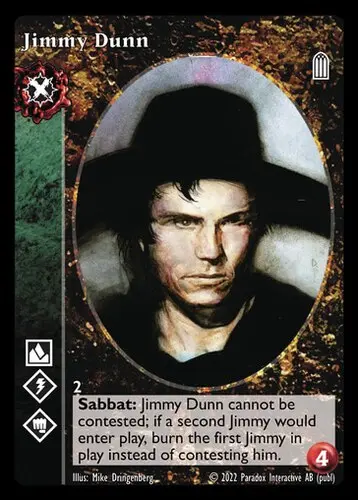 Jimmy Dunn
2
Sabbat: Jimmy Dunn cannot be
contested; if a second Jimmy would
enter play, burn the first Jimmy in
play instead of contesting him.
4
Illus: Mike Dringenberg © 2022 Paradox Interactive AB (publ)